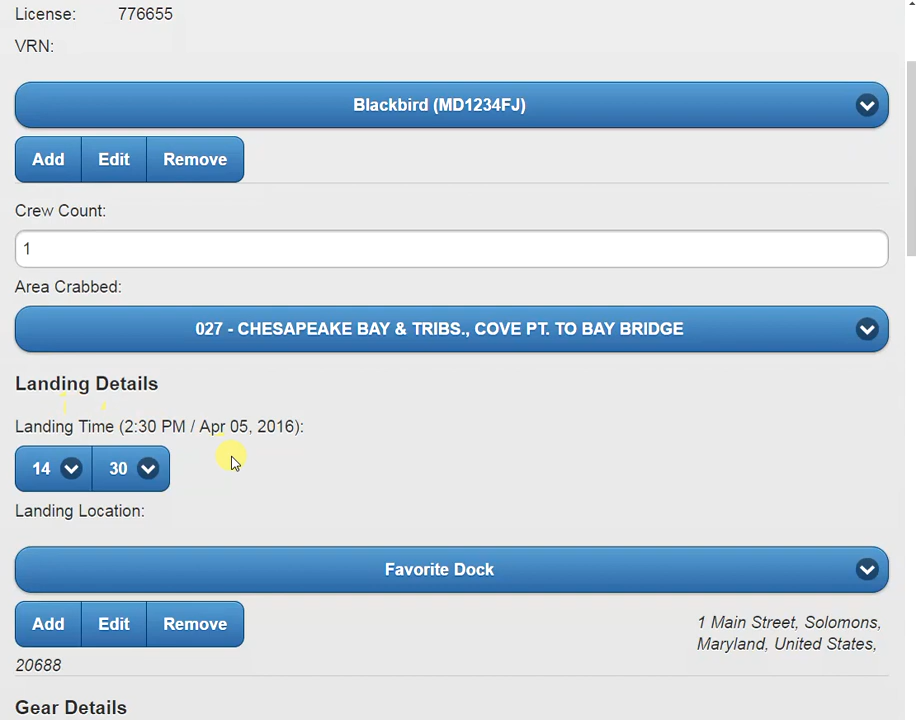 License: 776655
VRN:
Blackbird (MD1234FJ)
Add Edit Remove
Crew Count:
1
Area Crabbed:
027 - CHESAPEAKE BAY & TRIBS., COVE PT. TO BAY BRIDGE
Landing Details
Landing Time (2:30 PM / Apr 05, 2016):
14 30
Landing Location:
Favorite Dock
Add Edit Remove
1 Main Street, Solomons,
Maryland, United States,
20688
Gear Details